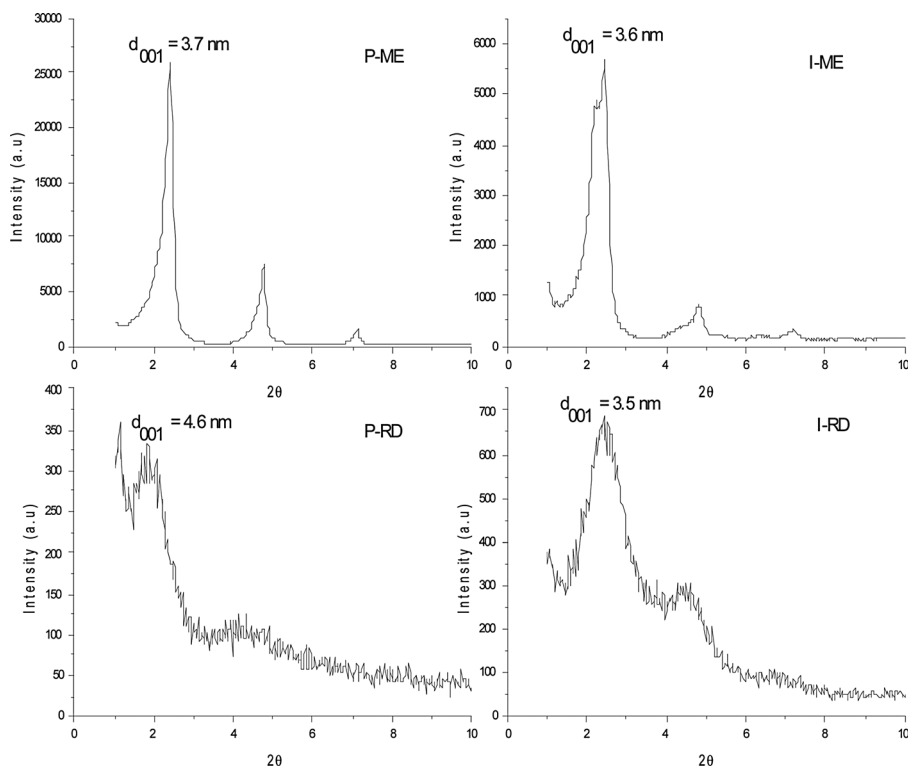 30000
25000
20000
15000
10000
5000
0
Intensity (a.u)
d001 = 3.7 nm
P-ME
0 2 4 6 8 10
2θ
6000
5000
4000
3000
2000
1000
0
Intensity (a.u)
d001 = 3.6 nm
I-ME
0 2 4 6 8 10
2θ
400
350
300
250
200
150
100
50
0
Intensity (a.u)
d001 = 4.6 nm
P-RD
0 2 4 6 8 10
2θ
700
600
500
400
300
200
100
0
Intensity (a.u)
d001 = 3.5 nm
I-RD
0 2 4 6 8 10
2θ